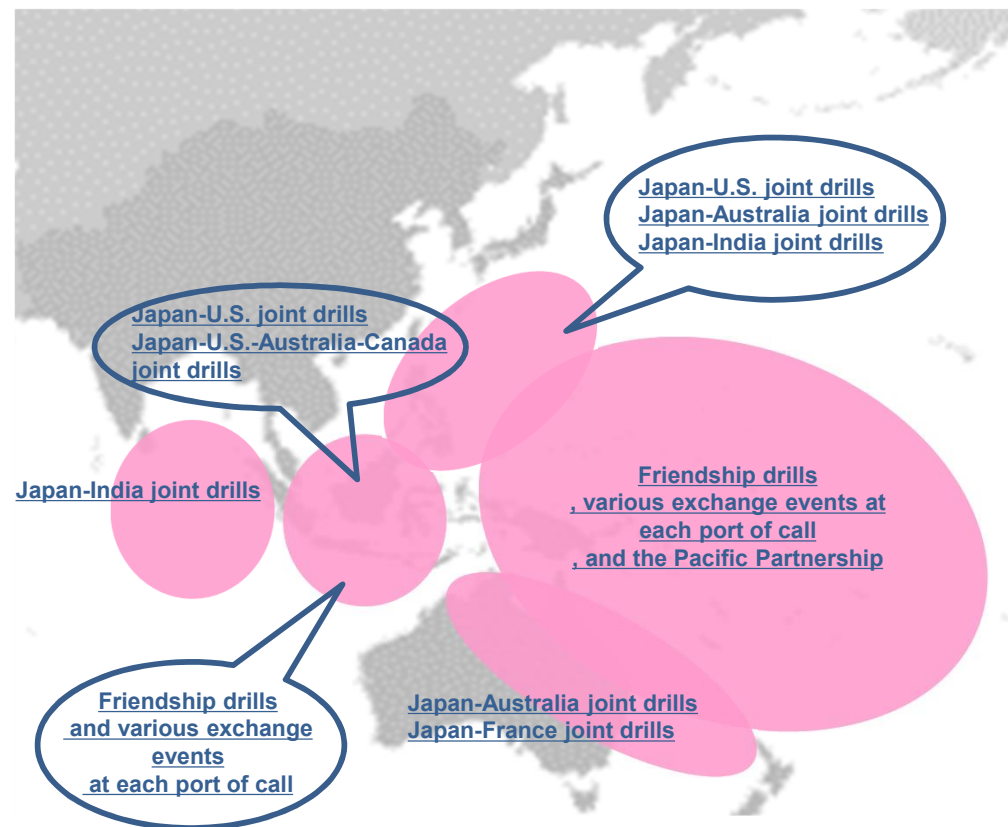 Japan-U.S. joint drills
Japan-Australia joint drills
Japan-India joint drills
Japan-U.S. joint drills
Japan-U.S.-Australia-Canada
joint drills
Japan-India joint drills
Friendship drills
, various exchange events at
each port of call
, and the Pacific Partnership
Friendship drills
and various exchange
events
at each port of call
Japan-Australia joint drills
Japan-France joint drills